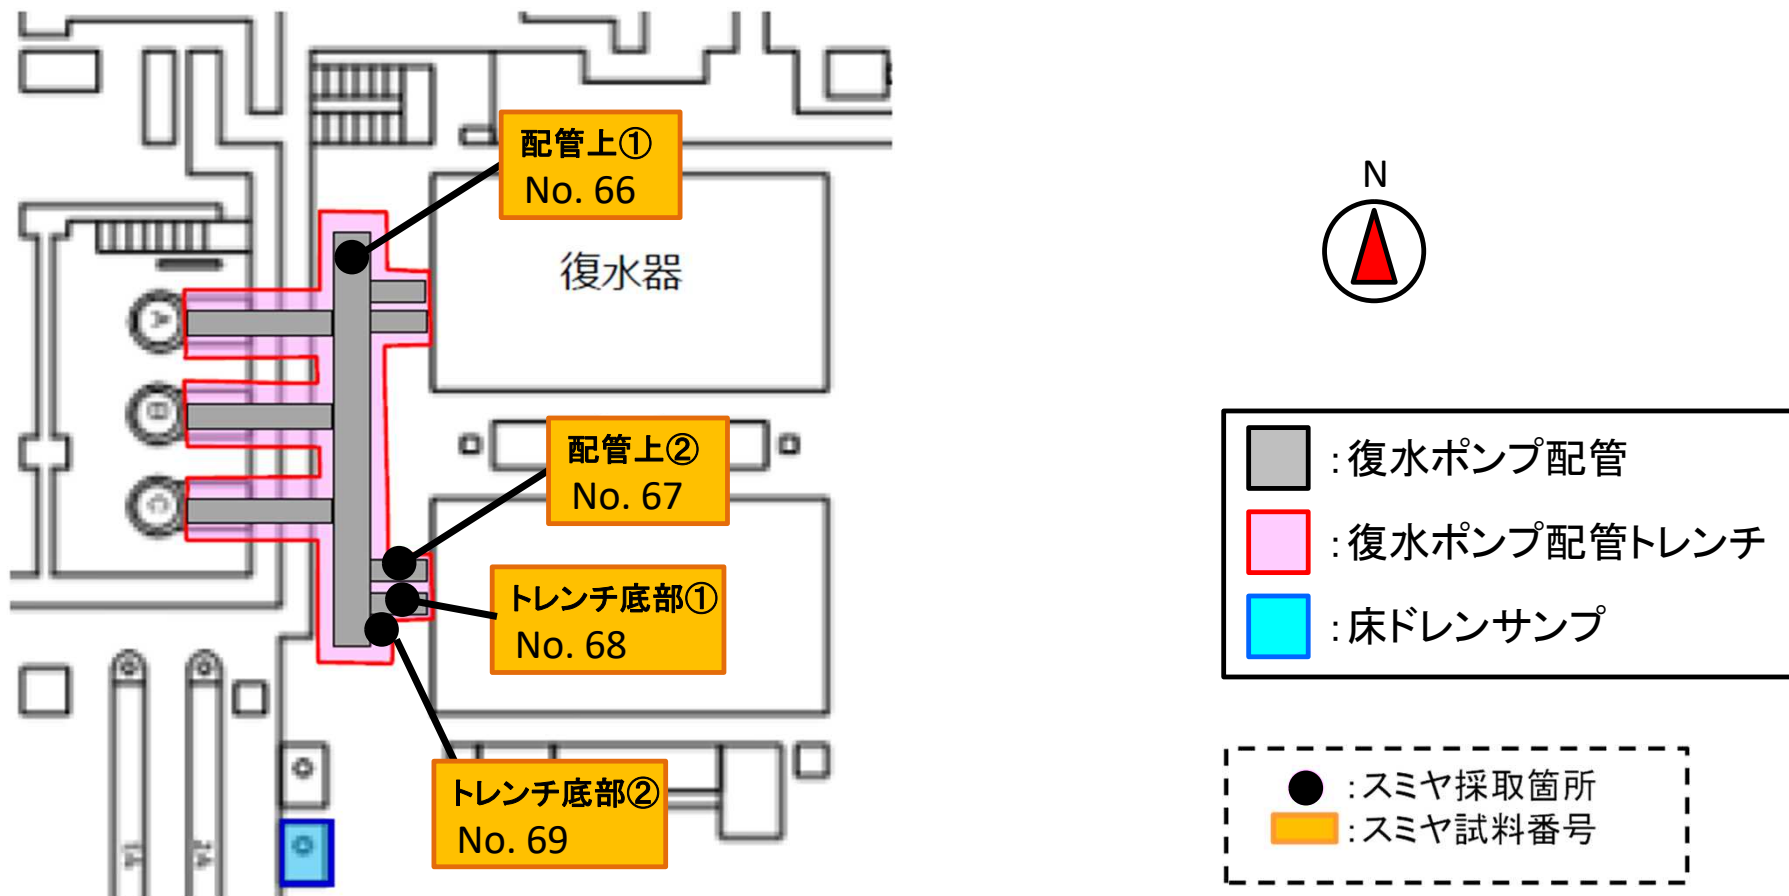 配管上①
No. 66
N
復水器
A
配管上②
No. 67
B
:復水ポンプ配管
C
:復水ポンプ配管トレンチ
トレンチ底部①
No. 68
:床ドレンサンプ
トレンチ底部②
No. 69
:スミヤ採取箇所
:スミヤ試料番号